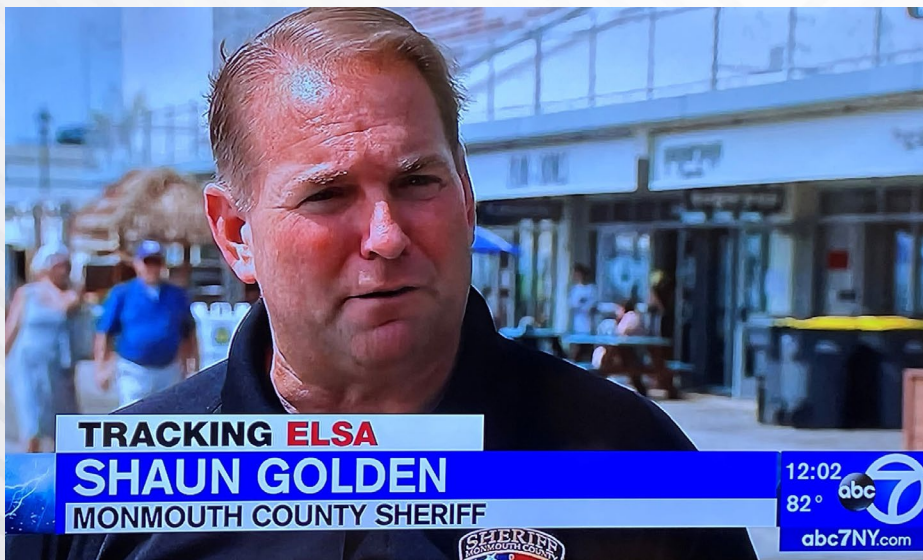 TRACKING ELSA
SHAUN GOLDEN
MONMOUTH COUNTY SHERIFF
12:02
82°
abc 7
abc7NY.com
SHERIFF
MONMOUTH COUNTY